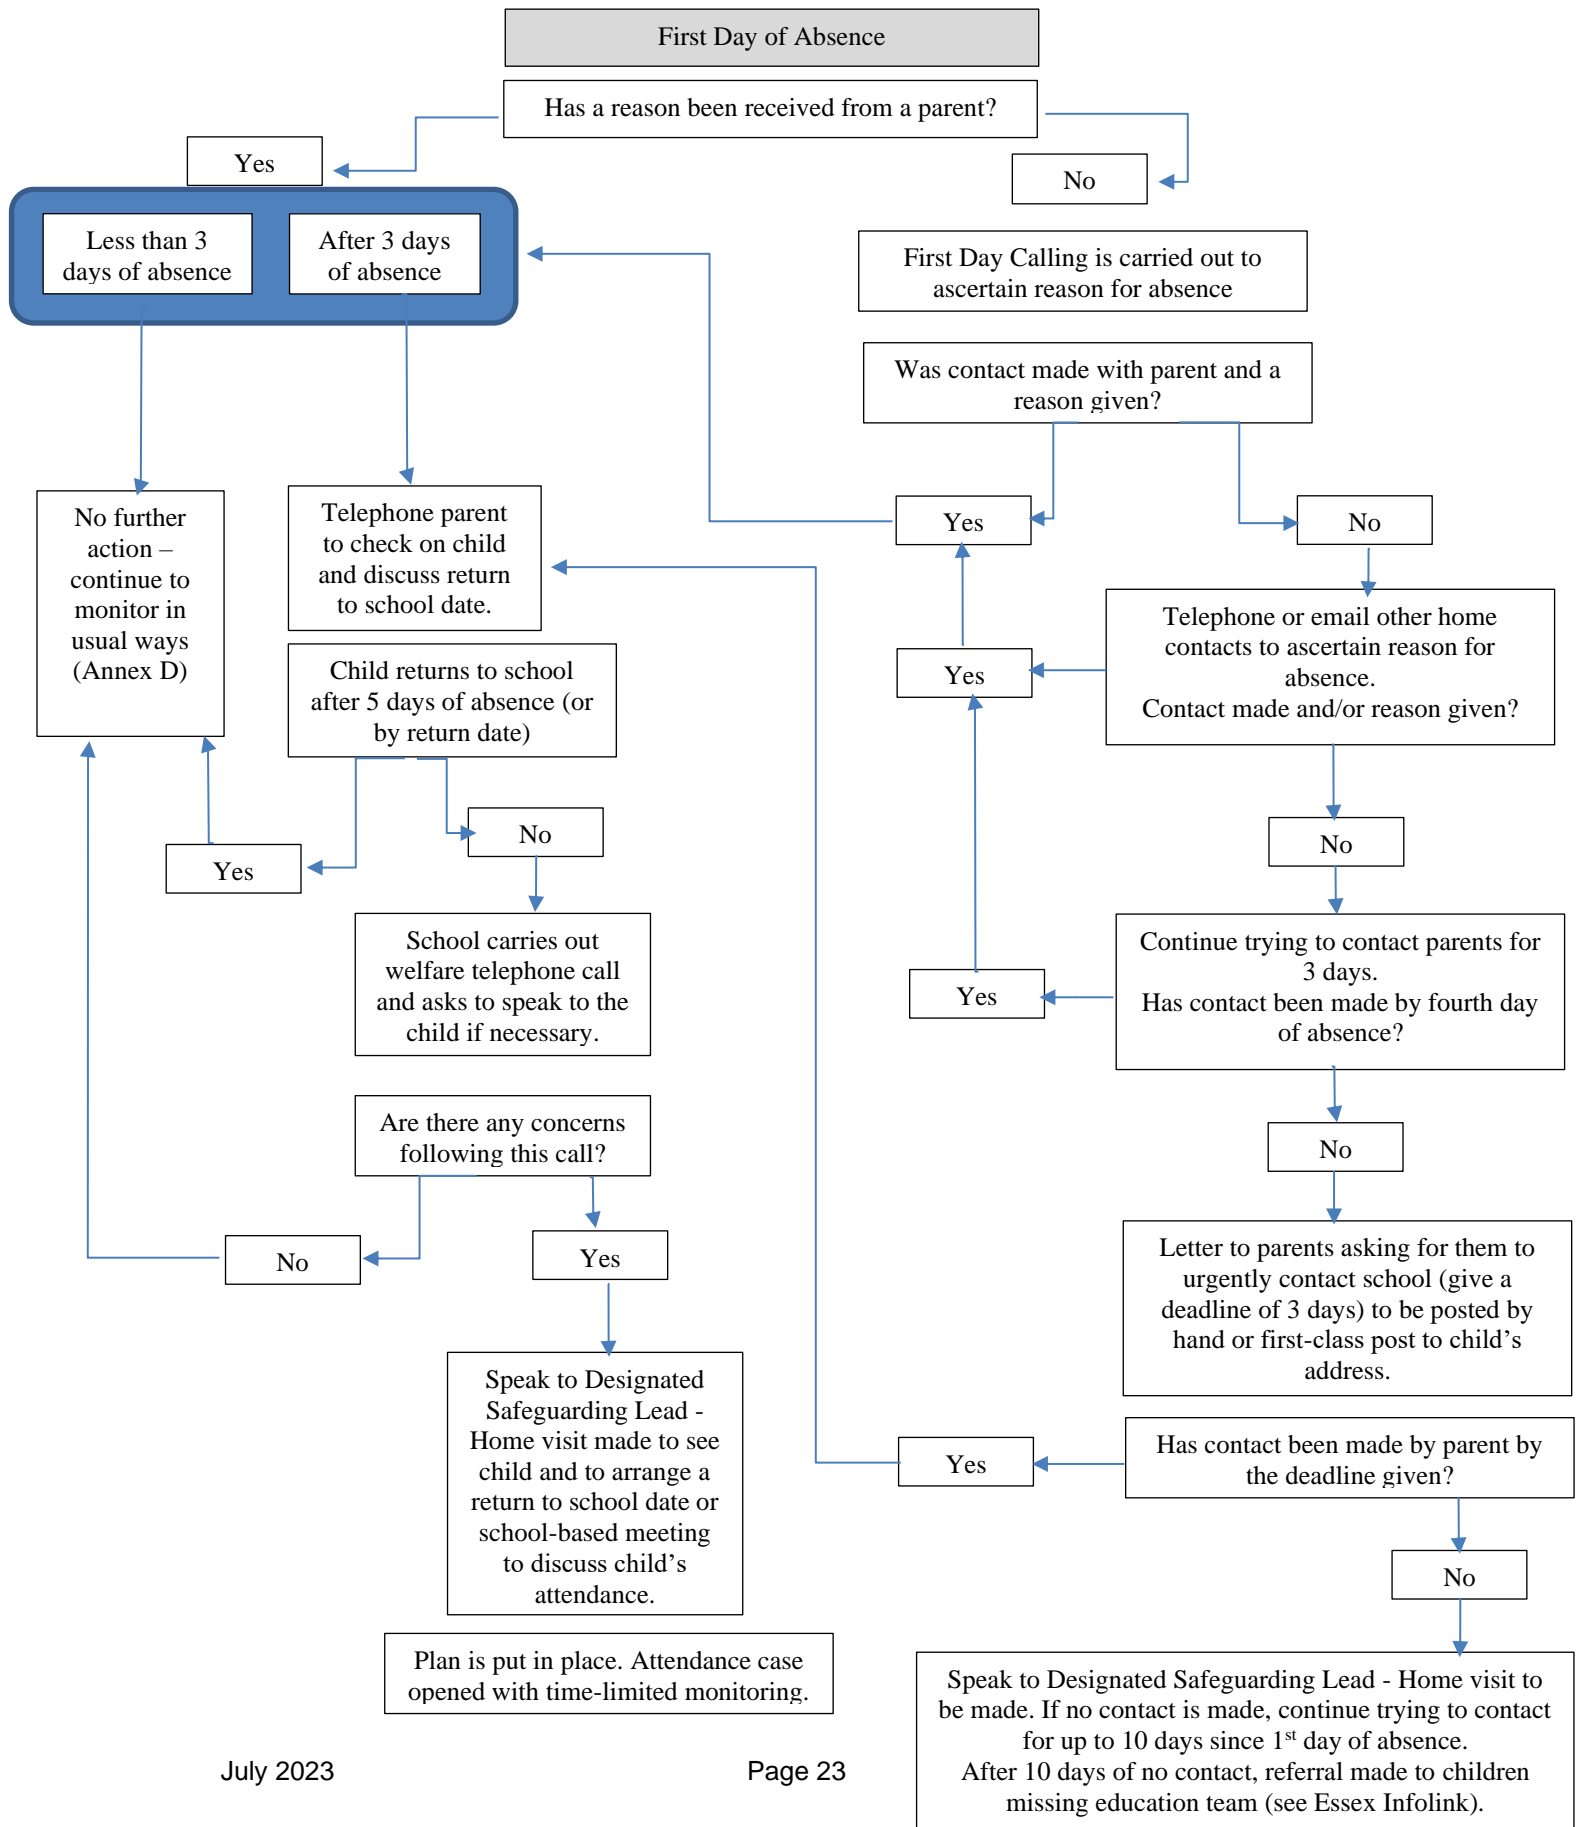 First Day of Absence
Has a reason been received from a parent?
Yes
No
Less than 3
days of absence
After 3 days
of absence
First Day Calling is carried out to
ascertain reason for absence
Was contact made with parent and a
reason given?
No further
action –
continue to
monitor in
usual ways
(Annex D)
Telephone parent
to check on child
and discuss return
to school date.
Yes
No
Telephone or email other home
contacts to ascertain reason for
absence.
Contact made and/or reason given?
Yes
Child returns to school
after 5 days of absence (or
by return date)
No
Yes
No
School carries out
welfare telephone call
and asks to speak to the
child if necessary.
Continue trying to contact parents for
3 days.
Has contact been made by fourth day
of absence?
Yes
Are there any concerns
following this call?
No
No
Yes
Letter to parents asking for them to
urgently contact school (give a
deadline of 3 days) to be posted by
hand or first-class post to child’s
address.
Speak to Designated
Safeguarding Lead -
Home visit made to see
child and to arrange a
return to school date or
school-based meeting
to discuss child’s
attendance.
Yes
Has contact been made by parent by
the deadline given?
No
Plan is put in place. Attendance case
opened with time-limited monitoring.
Speak to Designated Safeguarding Lead - Home visit to
be made. If no contact is made, continue trying to contact
for up to 10 days since 1st day of absence.
After 10 days of no contact, referral made to children
missing education team (see Essex Infolink).
July 2023
Page 23